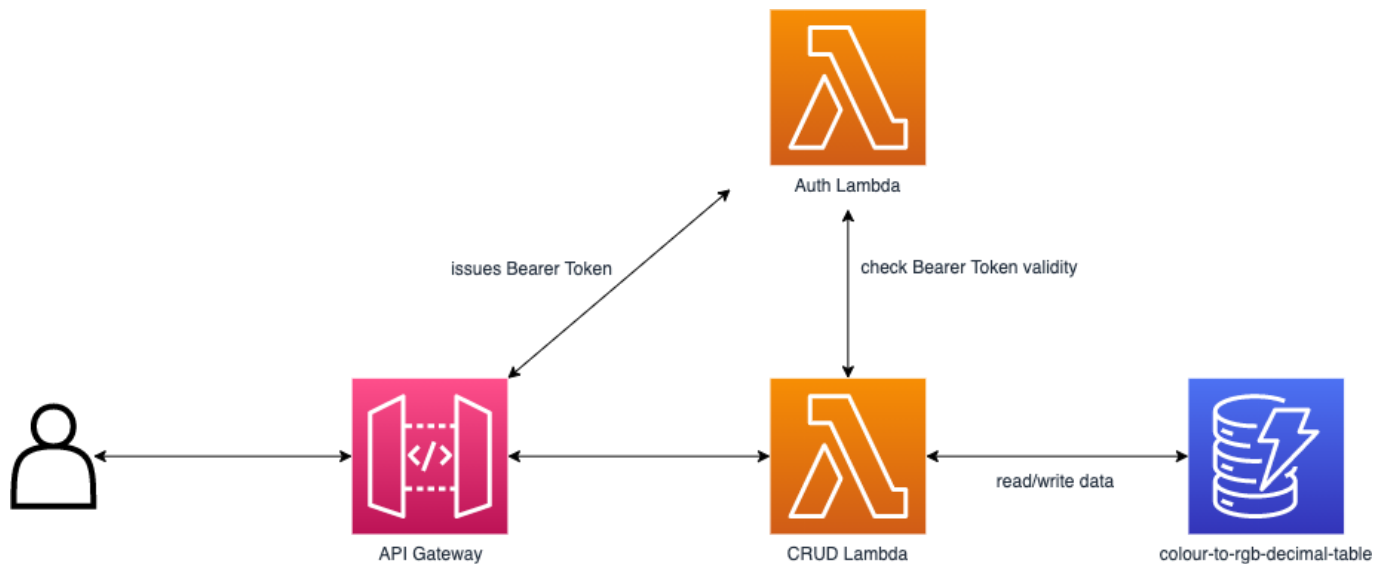 Auth Lambda
issues Bearer Token
check Bearer Token validity
</>
read/write data
API Gateway
CRUD Lambda
colour-to-rgb-decimal-table